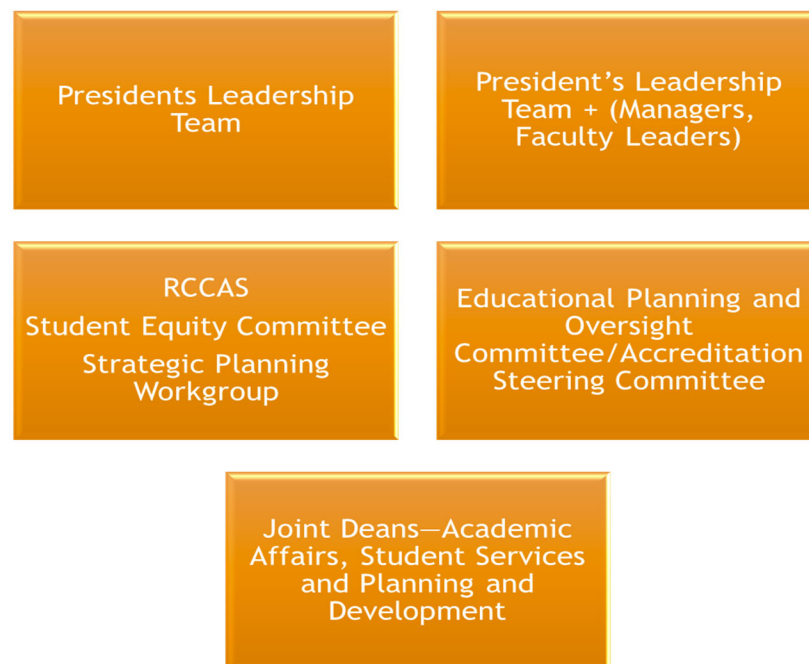 Presidents Leadership
Team
President’s Leadership
Team + (Managers,
Faculty Leaders)
RCCAS
Student Equity Committee
Strategic Planning
Workgroup
Educational Planning and
Oversight
Committee/Accreditation
Steering Committee
Joint Deans—Academic
Affairs, Student Services
and Planning and
Development